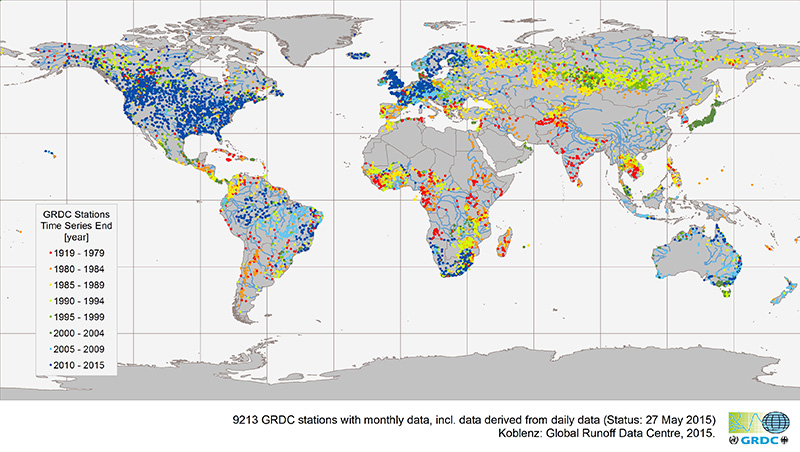 GRDC Stations
Time Series End
[year]
1919 - 1979
1980 - 1984
1985 - 1989
1990 - 1994
1995 - 1999
2000 - 2004
2005 - 2009
2010 - 2015
9213 GRDC stations with monthly data, incl. data derived from daily data (Status: 27 May 2015)
Koblenz: Global Runoff Data Centre, 2015.
GRDC